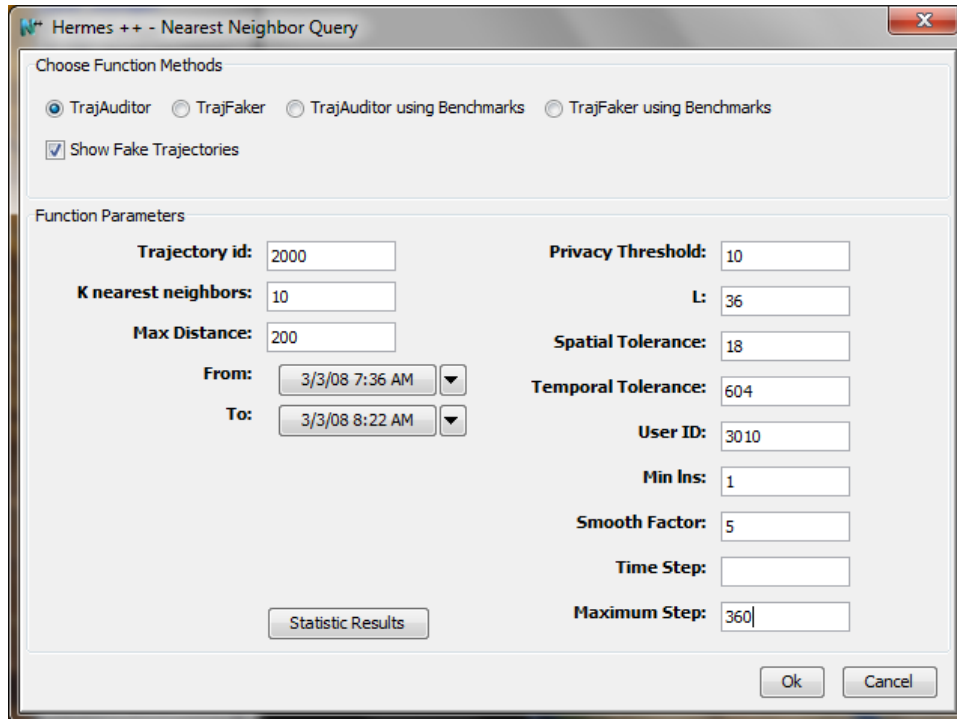 Hermes ++ - Nearest Neighbor Query
Choose Function Methods
TrajAuditor TrajFaker TrajAuditor using Benchmarks TrajFaker using Benchmarks
Show Fake Trajectories
Function Parameters
Trajectory id: 2000
K nearest neighbors: 10
Max Distance: 200
From: 3/3/08 7:36 AM
To: 3/3/08 8:22 AM
Statistic Results
Privacy Threshold: 10
L: 36
Spatial Tolerance: 18
Temporal Tolerance: 604
User ID: 3010
Min lns: 1
Smooth Factor: 5
Time Step:
Maximum Step: 360
Ok Cancel